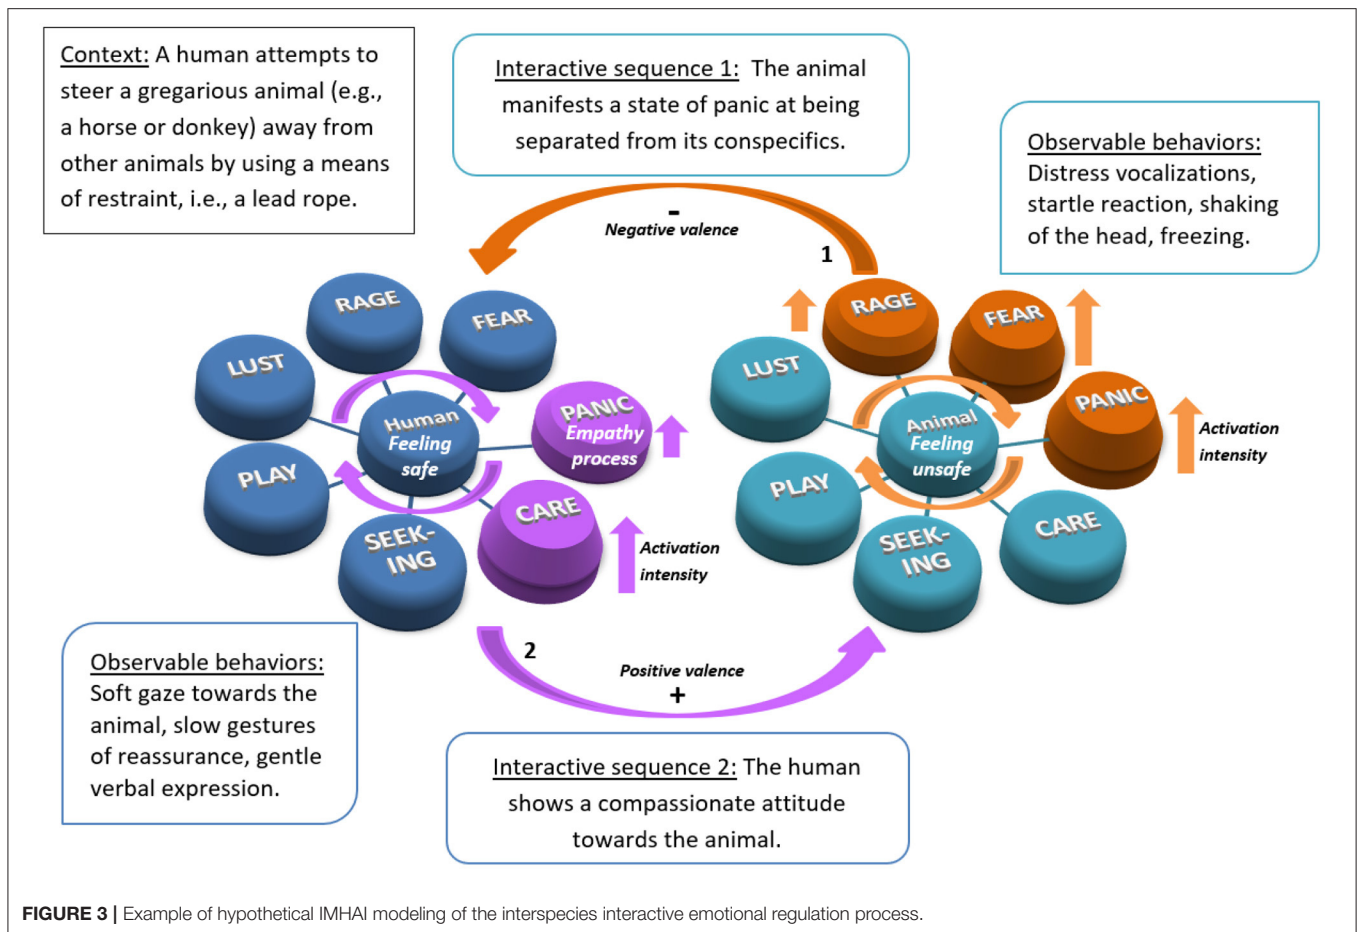 Context: A human attempts to
steer a gregarious animal (e.g.,
a horse or donkey) away from
other animals by using a means
of restraint, i.e., a lead rope.
Interactive sequence 1: The animal
manifests a state of panic at being
separated from its conspecifics.
Observable behaviors:
Distress vocalizations,
startle reaction, shaking
of the head, freezing.
-
Negative valence
1
RAGE
FEAR
LUST
PANIC
Empathy
process
Human
Feeling
safe
PLAY
CARE
SEEK-
ING
Activation
intensity
RAGE
FEAR
LUST
PANIC
Activation
intensity
Animal
Feeling
unsafe
PLAY
CARE
SEEK-
ING
2
Positive valence
+
Observable behaviors:
Soft gaze towards the
animal, slow gestures
of reassurance, gentle
verbal expression.
Interactive sequence 2: The human
shows a compassionate attitude
towards the animal.
FIGURE 3 | Example of hypothetical IMHAI modeling of the interspecies interactive emotional regulation process.